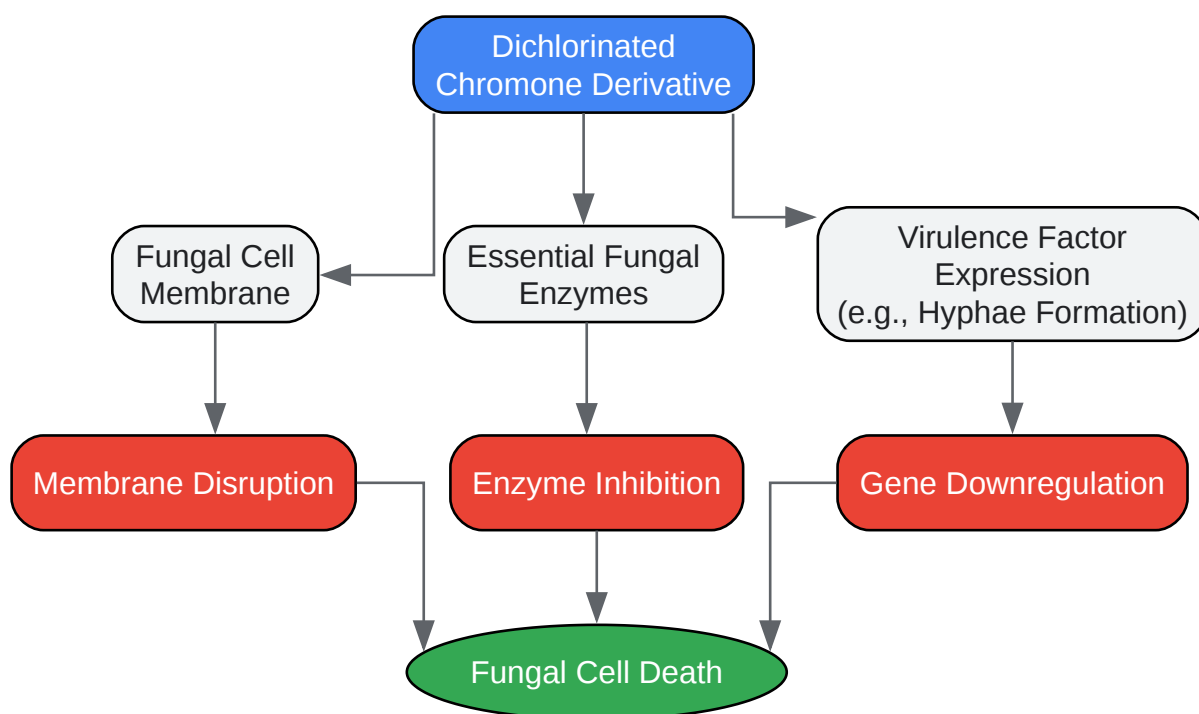 Dichlorinated
Chromone Derivative
Fungal Cell
Membrane
Essential Fungal
Enzymes
Virulence Factor
Expression
(e.g., Hyphae Formation)
Membrane Disruption
Enzyme Inhibition
Gene Downregulation
Fungal Cell Death